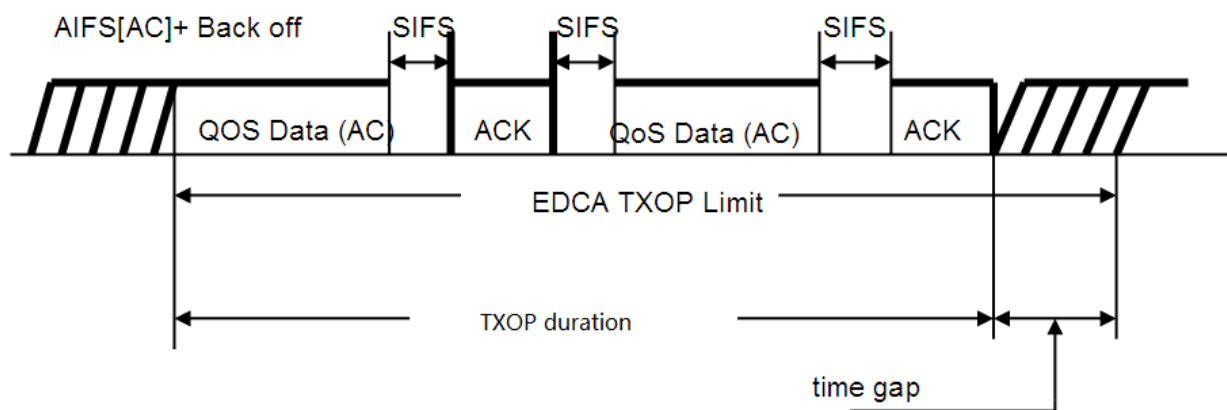 AIFS[AC]+ Back off
SIFS
SIFS
SIFS
QOS Data (AC)
ACK
QoS Data (AC)
ACK
EDCA TXOP Limit
TXOP duration
time gap